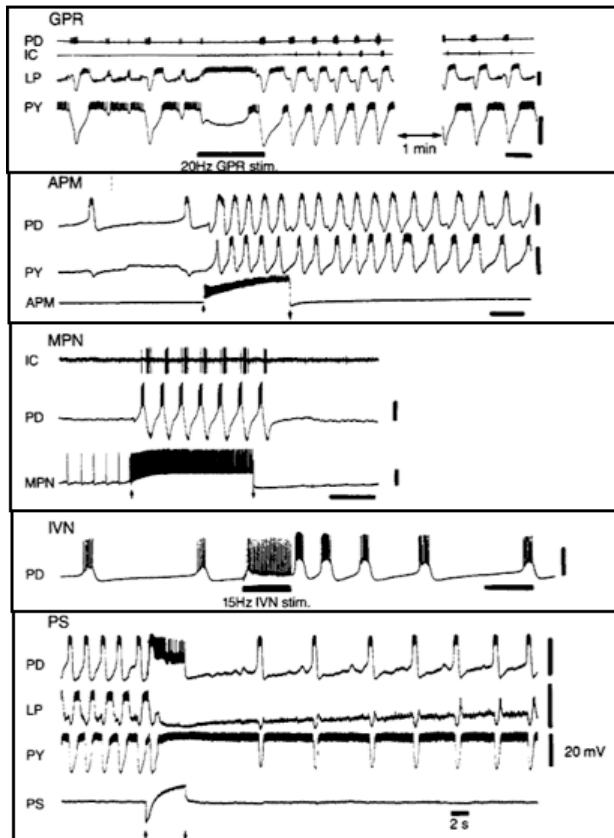 GPR
PD
IC
LP
PY
1 min
20Hz GPR stim.
APM
PD
PY
APM
MPN
IC
PD
MPN
IVN
PD
15Hz IVN stim.
PS
PD
LP
PY
20 mV
PS
2 s